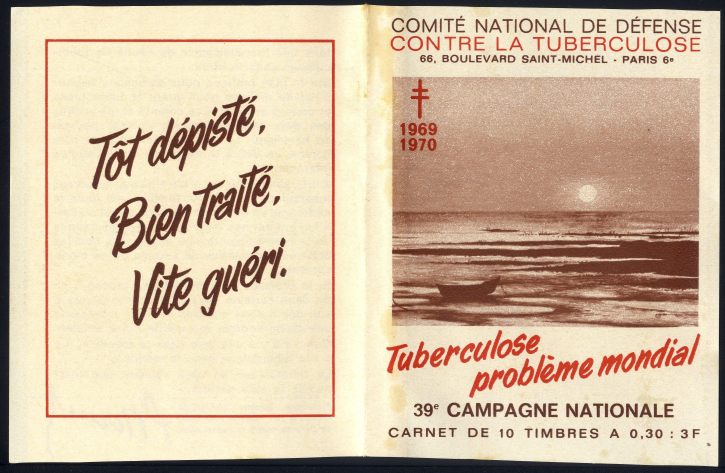 Tôt dépisté,
Bien traité,
Vite guéri.
COMITÉ NATIONAL DE DÉFENSE
CONTRE LA TUBERCULOSE
66, BOULEVARD SAINT-MICHEL - PARIS 6e
1969
1970
Tuberculose
problème mondial
39e CAMPAGNE NATIONALE
CARNET DE 10 TIMBRES A 0,30 : 3F